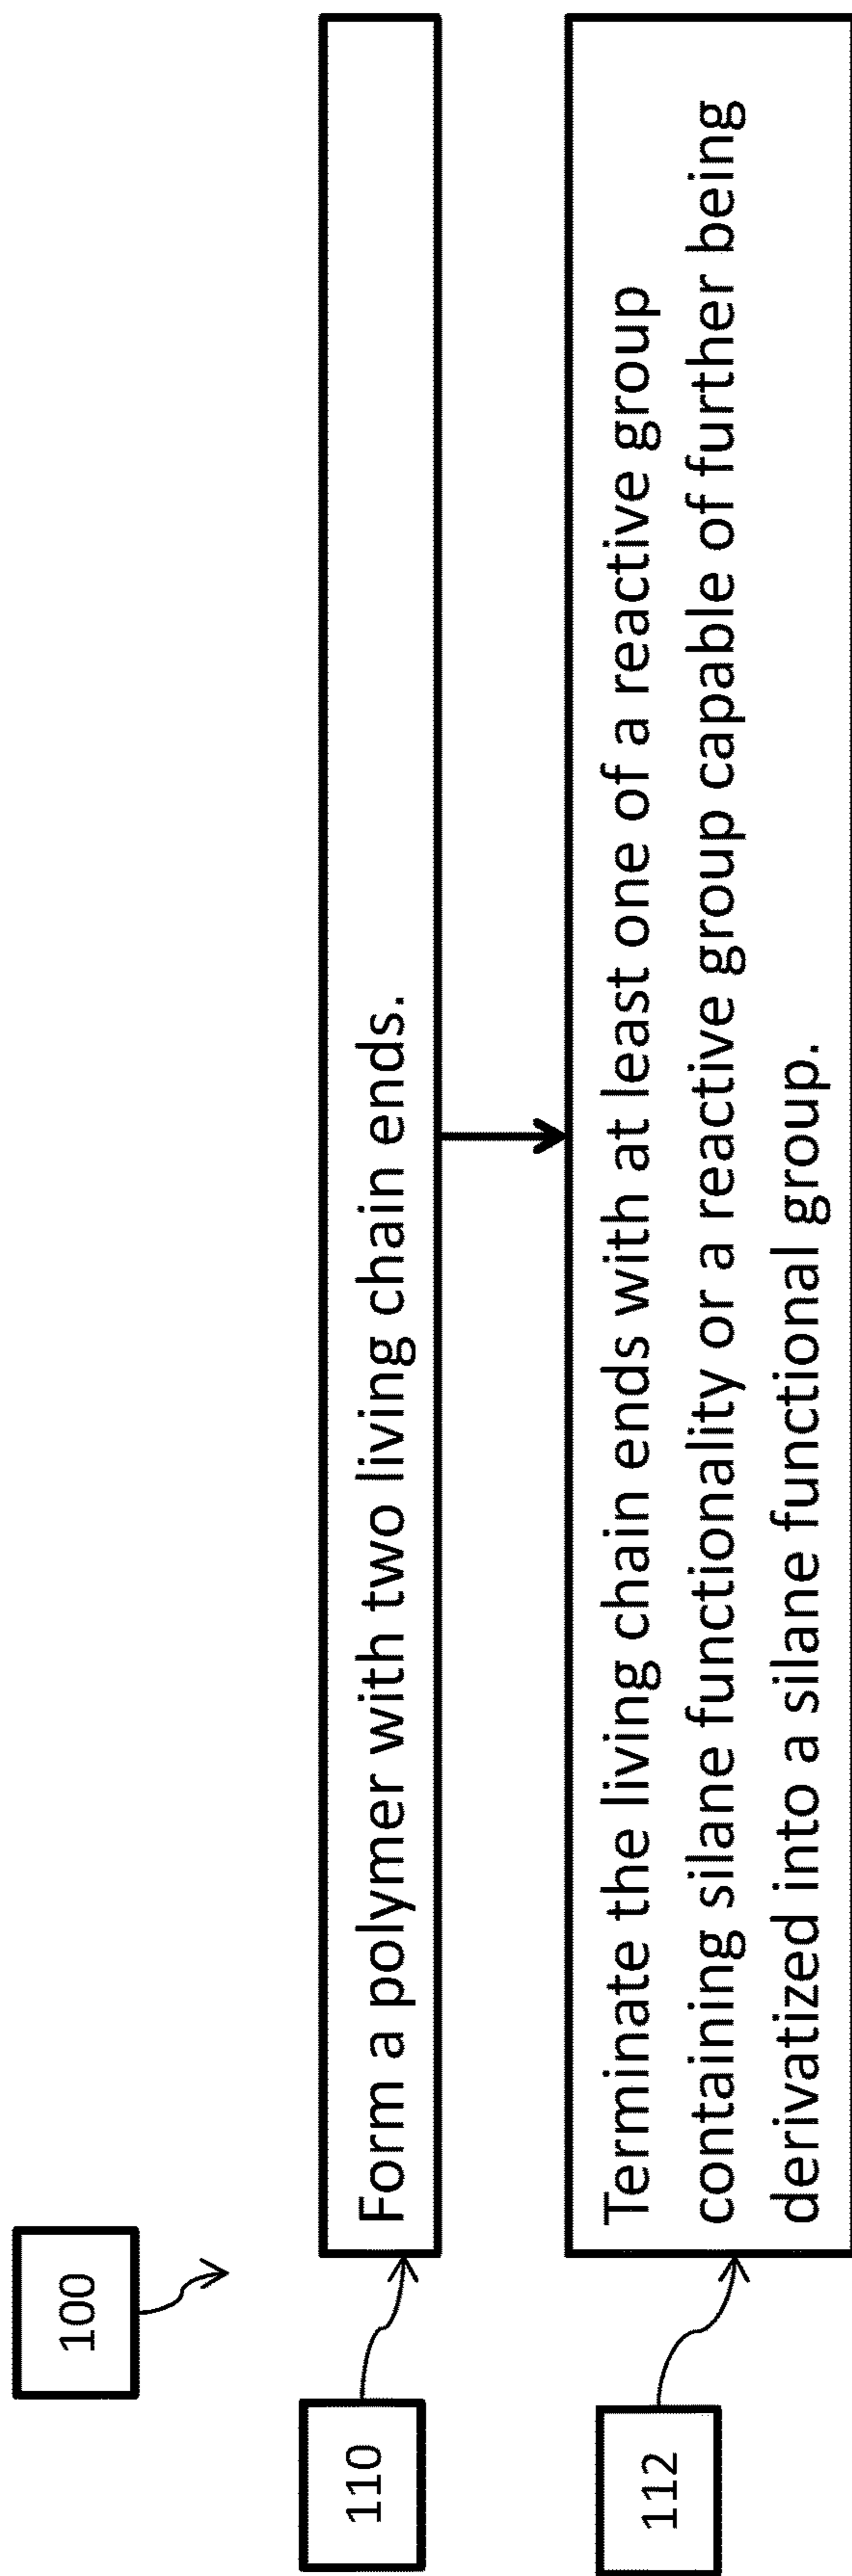 100
110
Form a polymer with two living chain ends.
112
Terminate the living chain ends with at least one of a reactive group
containing silane functionality or a reactive group capable of further being
derivatized into a silane functional group.